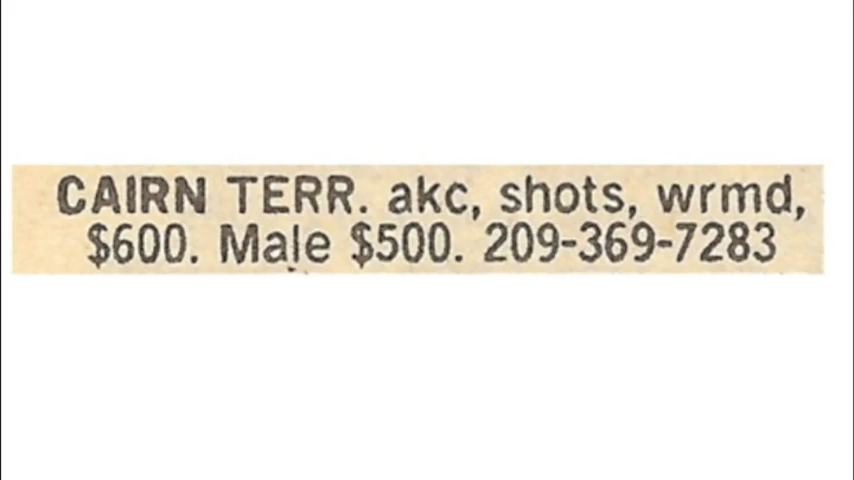 CAIRN TERR. akc, shots, wrmd,
$600. Male $500. 209-369-7283